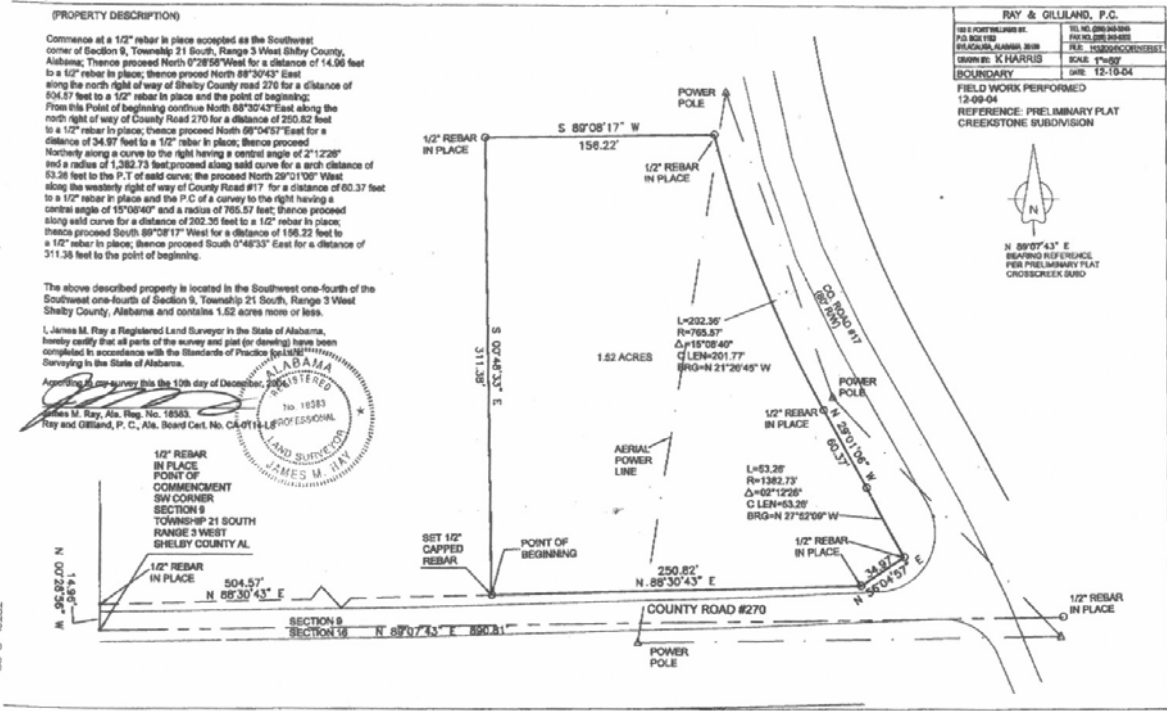 (PROPERTY DESCRIPTION)
Commence at a 1/2" rebar in place accepted as the Southwest
corner of Section 9, Township 21 South, Range 3 West Shlby County,
Alabama; Thence proceed North 0°28'56"West for a distance of 14.96 feet
to a 1/2" rebar in place; thence proceed North 88°30'43" East
along the north right of way of Shelby County road 270 for a distance of
504.57 feet to a 1/2" rebar in place and the point of beginning;
From this Point of beginning continue North 88°30'43"East along the
north right of way of County Road 270 for a distance of 250.82 feet
to a 1/2" rebar in place; thence proceed North 56°04'57"East for a
distance of 34.97 feet to a 1/2" rebar in place; thence proceed
Northerly along a curve to the right having a central angle of 2°12'26"
and a radius of 1,382.73 feet;proceed along said curve for a arch distance of
53.26 feet to the P.T of said curve; the proceed North 29°01'06" West
along the westerly right of way of County Road #17 for a distance of 60.37 feet
to a 1/2" rebar in place and the P.C of a curvey to the right having a
central angle of 15°08'40" and a radius of 765.57 feet; thence proceed
along said curve for a distance of 202.36 feet to a 1/2" rebar in place;
thence proceed South 89°08'17" West for a distance of 156.22 feet to
a 1/2" rebar in place; thence proceed South 0°48'33" East for a distance of
311.38 feet to the point of beginning.
The above described property is located in the Southwest one-fourth of the
Southwest one-fourth of Section 9, Township 21 South, Range 3 West
Shelby County, Alabama and contains 1.52 acres more or less.
I, James M. Ray a Registered Land Surveyor in the State of Alabama,
hereby certify that all parts of the survey and plat (or darwing) have been
completed in accordance with the Standards of Practice for Land
Surveying in the State of Alabama.
According to my survey this the 10th day of December, 2004
James M. Ray, Ala. Reg. No. 18383.
Ray and Gilliland, P. C., Ala. Board Cert. No. CA-0114-LS
ALABAMA
REGISTERED
No. 18383
PROFESSIONAL
LAND SURVEYOR
JAMES M. RAY
RAY & GILLILAND, P.C.
P.O. BOX 1183
SYLACAUGA, ALABAMA
DRAWN BY: K HARRIS
SCALE: 1"=60'
BOUNDARY
DATE: 12-10-04
FIELD WORK PERFORMED
12-09-04
REFERENCE: PRELIMINARY PLAT
CREEKSTONE SUBDIVISION
N
N 89°07'43" E
BEARING REFERENCE
PER PRELIMINARY PLAT
CROSSCREEK SUBD
POWER
POLE
1/2" REBAR
IN PLACE
S 89°08'17" W
156.22'
1/2" REBAR
IN PLACE
CO. ROAD #17
(80' R/W)
L=202.36'
R=765.57'
Δ=15°08'40"
C LEN=201.77'
BRG=N 21°26'45" W
S 00°48'33" E
311.38'
1.52 ACRES
POWER
POLE
1/2" REBAR
IN PLACE
N 29°01'06" W
60.37'
AERIAL
POWER
LINE
L=53.26'
R=1382.73'
Δ=02°12'26"
C LEN=53.26'
BRG=N 27°52'09" W
1/2" REBAR
IN PLACE
POINT OF
COMMENCMENT
SW CORNER
SECTION 9
TOWNSHIP 21 SOUTH
RANGE 3 WEST
SHELBY COUNTY AL
1/2" REBAR
IN PLACE
SET 1/2"
CAPPED
REBAR
POINT OF
BEGINNING
1/2" REBAR
IN PLACE
34.97'
N 56°04'57" E
250.82'
N 88°30'43" E
504.57'
N 88°30'43" E
14.96'
N 00°28'56" W
COUNTY ROAD #270
SECTION 9
SECTION 16
N 89°07'43" E 890.81'
POWER
POLE
1/2" REBAR
IN PLACE